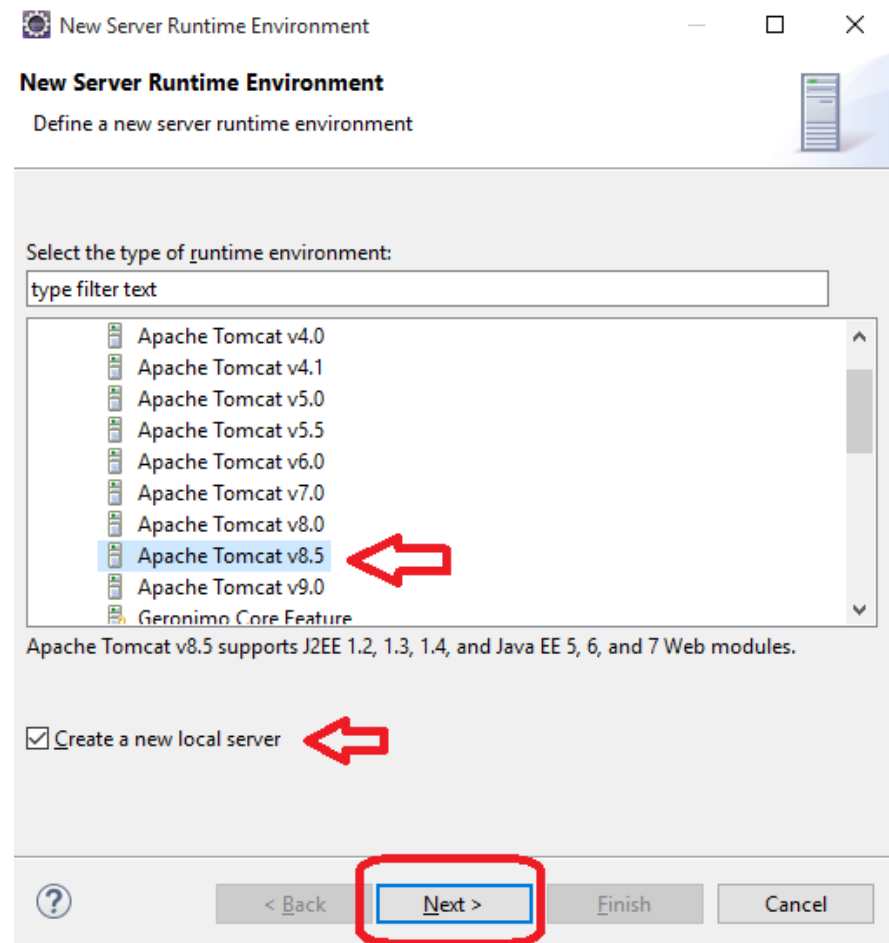 New Server Runtime Environment
New Server Runtime Environment
Define a new server runtime environment
Select the type of runtime environment:
type filter text
Apache Tomcat v4.0
Apache Tomcat v4.1
Apache Tomcat v5.0
Apache Tomcat v5.5
Apache Tomcat v6.0
Apache Tomcat v7.0
Apache Tomcat v8.0
Apache Tomcat v8.5
Apache Tomcat v9.0
Geronimo Core Feature
Apache Tomcat v8.5 supports J2EE 1.2, 1.3, 1.4, and Java EE 5, 6, and 7 Web modules.
Create a new local server
? < Back Next > Finish Cancel